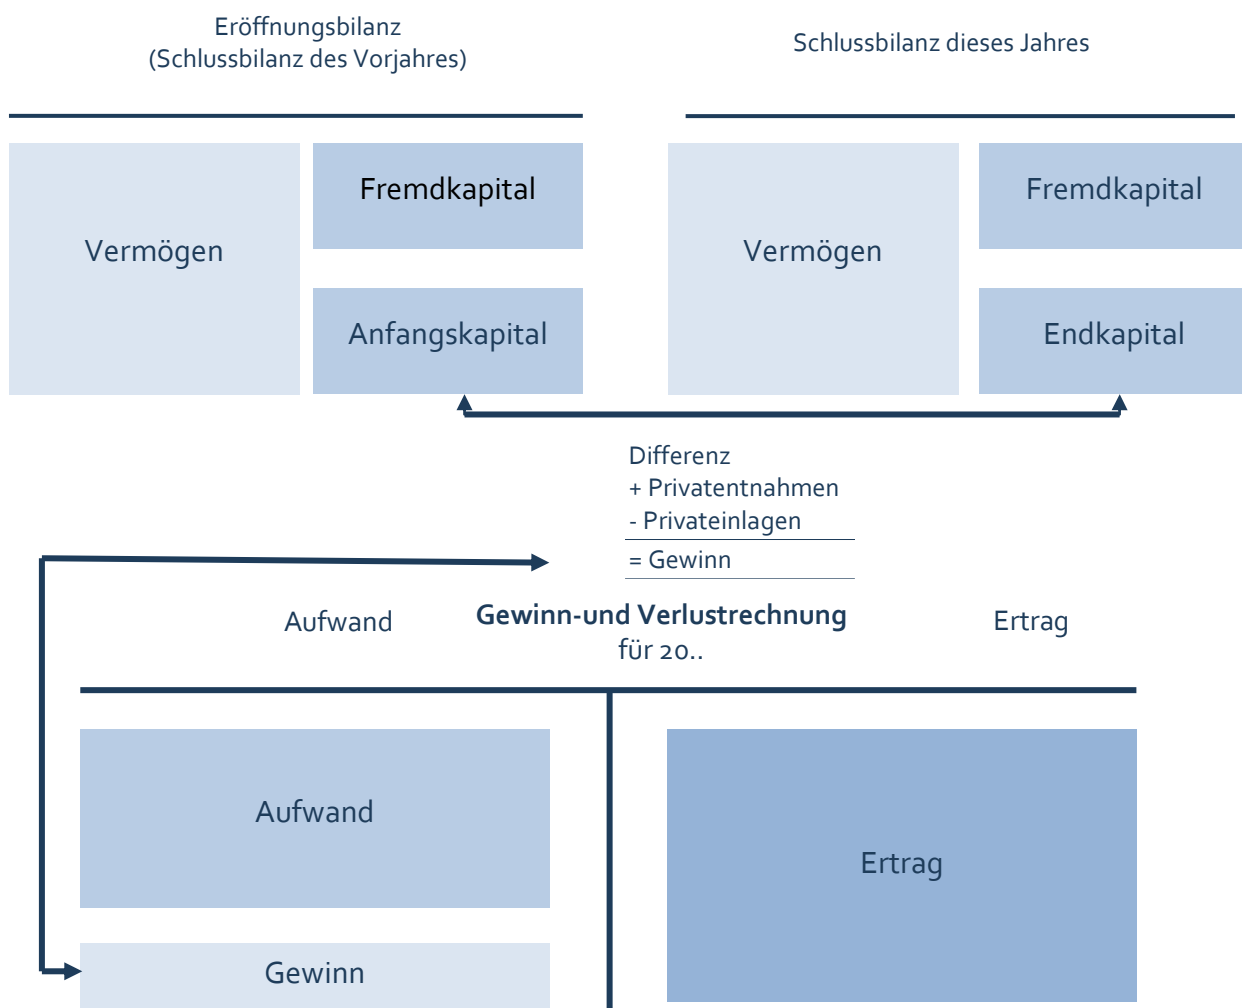 Eröffnungsbilanz
(Schlussbilanz des Vorjahres)
Schlussbilanz dieses Jahres
Vermögen
Fremdkapital
Anfangskapital
Vermögen
Fremdkapital
Endkapital
Differenz
+ Privatentnahmen
- Privateinlagen
= Gewinn
Aufwand
Gewinn-und Verlustrechnung
für 20..
Ertrag
Aufwand
Ertrag
Gewinn